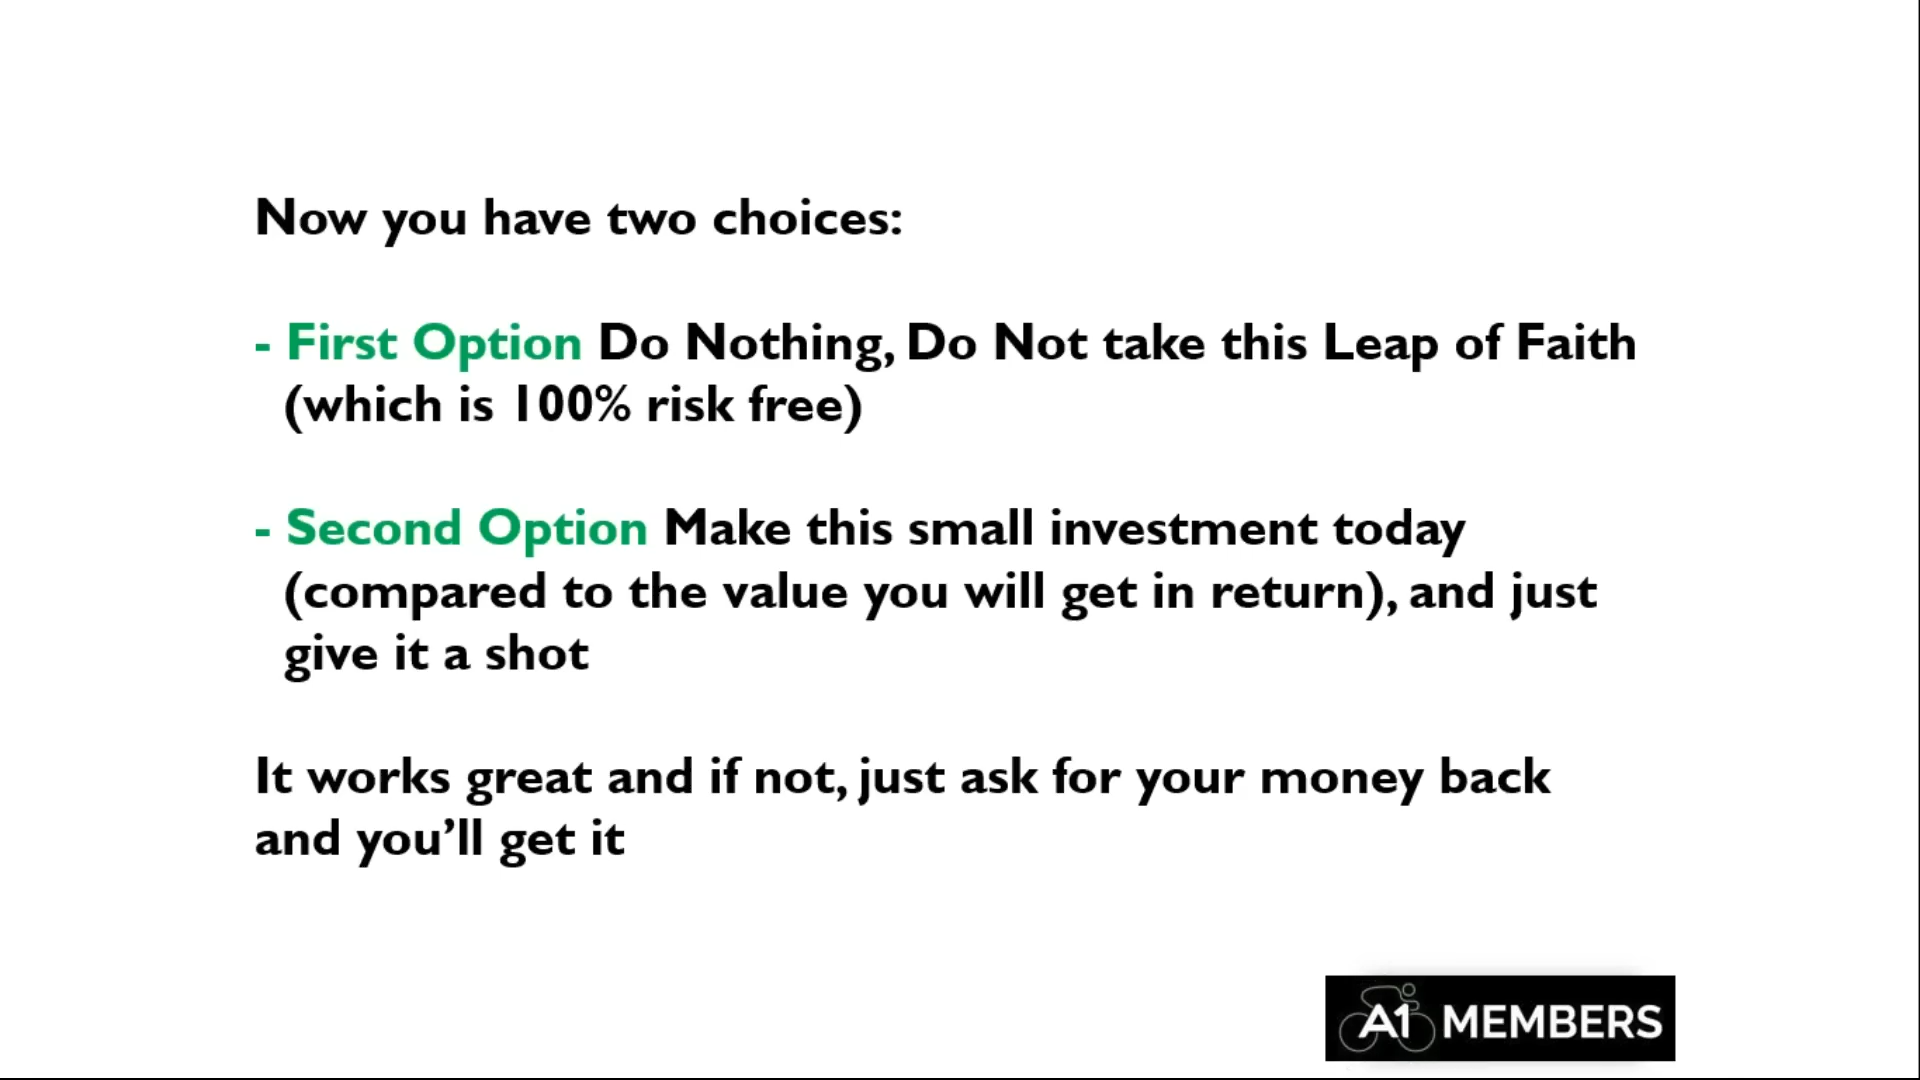 Now you have two choices:
- First Option Do Nothing, Do Not take this Leap of Faith
(which is 100% risk free)
- Second Option Make this small investment today
(compared to the value you will get in return), and just
give it a shot
It works great and if not, just ask for your money back
and you’ll get it
A1 MEMBERS